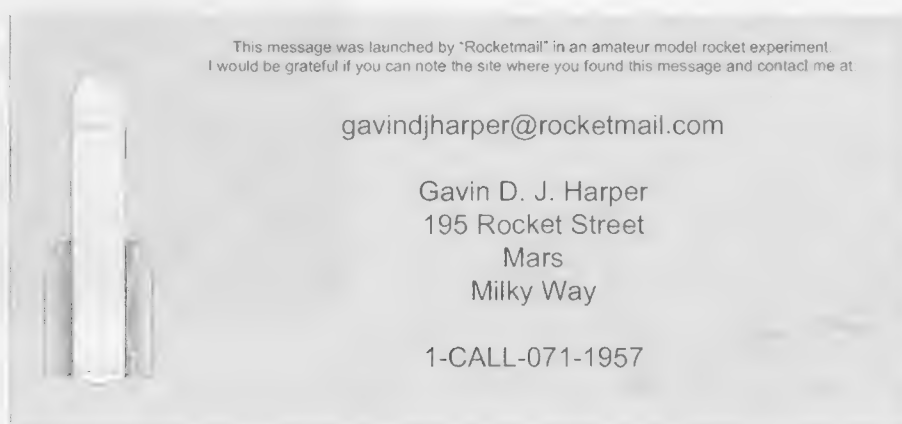 This message was launched by "Rocketmail" in an amateur model rocket experiment.
I would be grateful if you can note the site where you found this message and contact me at
gavindjharper@rocketmail.com
Gavin D. J. Harper
195 Rocket Street
Mars
Milky Way
1-CALL-071-1957